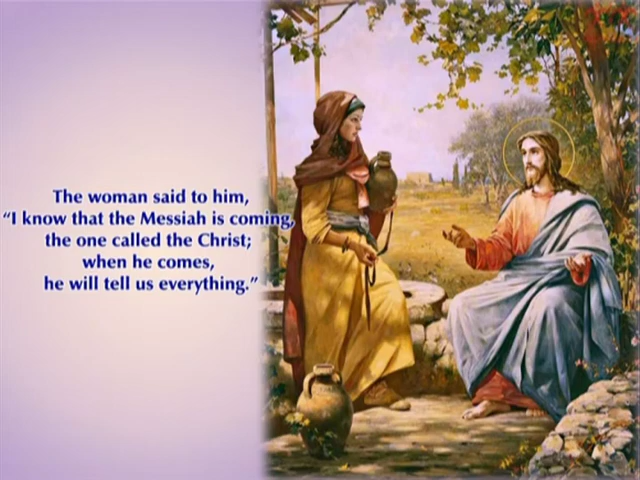 The woman said to him,
“I know that the Messiah is coming,
the one called the Christ;
when he comes,
he will tell us everything.”